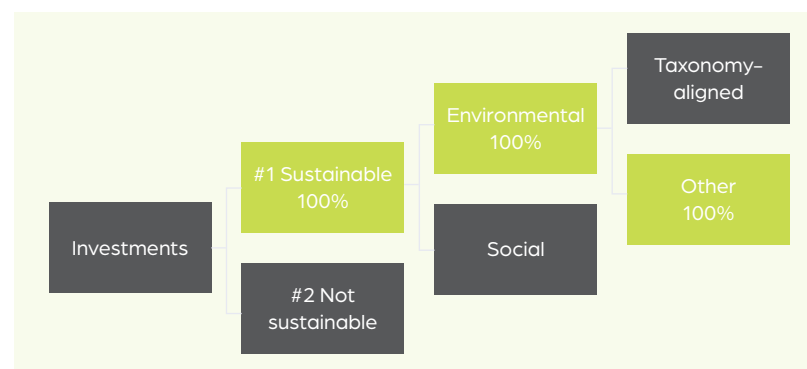 Investments
#1 Sustainable
100%
#2 Not
sustainable
Environmental
100%
Social
Taxonomy-
aligned
Other
100%